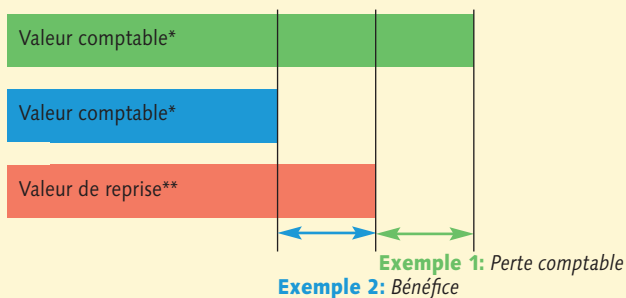 Valeur comptable*
Valeur comptable*
Valeur de reprise**
Exemple 1: Perte comptable
Exemple 2: Bénéfice